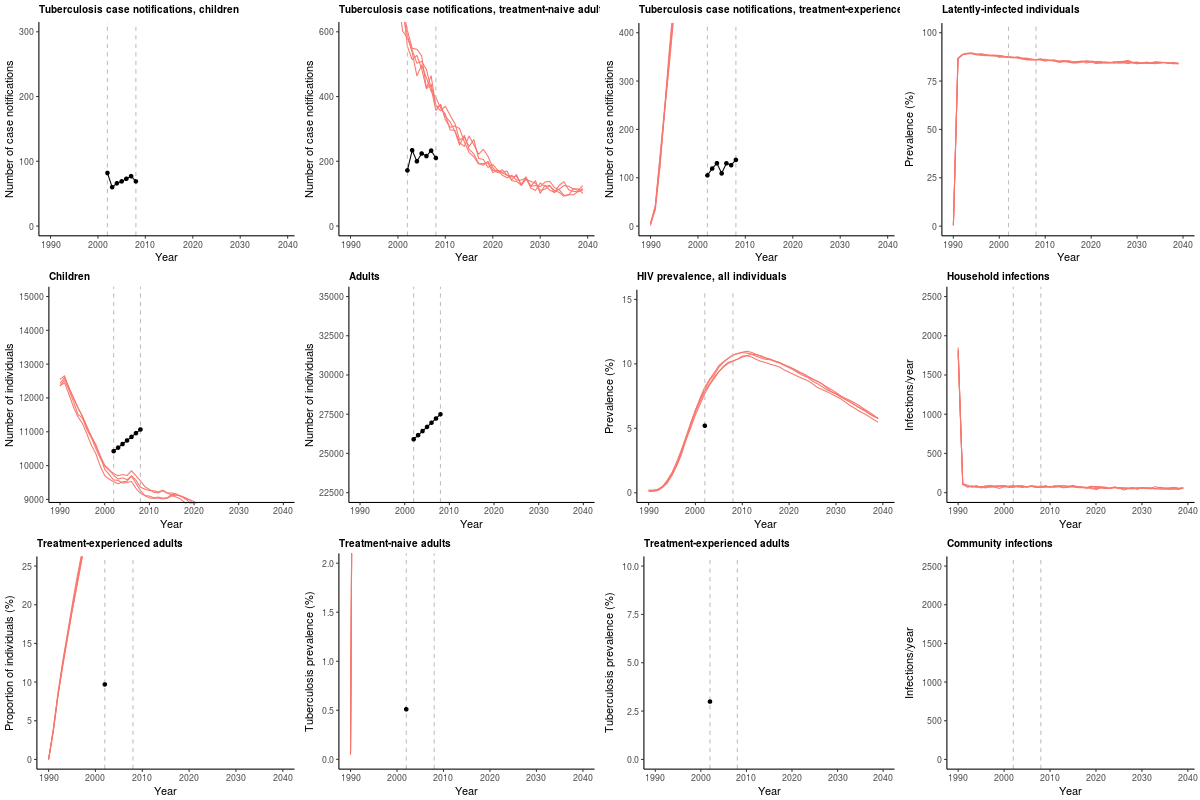 Tuberculosis case notifications, children
Number of case notifications
300
200
100
0
1990 2000 2010 2020 2030 2040
Year
Tuberculosis case notifications, treatment-naive adult
Number of case notifications
600
400
200
0
1990 2000 2010 2020 2030 2040
Year
Tuberculosis case notifications, treatment-experience
Number of case notifications
400
300
200
100
0
1990 2000 2010 2020 2030 2040
Year
Latently-infected individuals
Prevalence (%)
100
75
50
25
0
1990 2000 2010 2020 2030 2040
Year
Children
Number of individuals
15000
14000
13000
12000
11000
10000
9000
1990 2000 2010 2020 2030 2040
Year
Adults
Number of individuals
35000
32500
30000
27500
25000
22500
1990 2000 2010 2020 2030 2040
Year
HIV prevalence, all individuals
Prevalence (%)
15
10
5
0
1990 2000 2010 2020 2030 2040
Year
Household infections
Infections/year
2500
2000
1500
1000
500
0
1990 2000 2010 2020 2030 2040
Year
Treatment-experienced adults
Proportion of individuals (%)
25
20
15
10
5
0
1990 2000 2010 2020 2030 2040
Year
Treatment-naive adults
Tuberculosis prevalence (%)
2.0
1.5
1.0
0.5
0.0
1990 2000 2010 2020 2030 2040
Year
Treatment-experienced adults
Tuberculosis prevalence (%)
10.0
7.5
5.0
2.5
0.0
1990 2000 2010 2020 2030 2040
Year
Community infections
Infections/year
2500
2000
1500
1000
500
0
1990 2000 2010 2020 2030 2040
Year